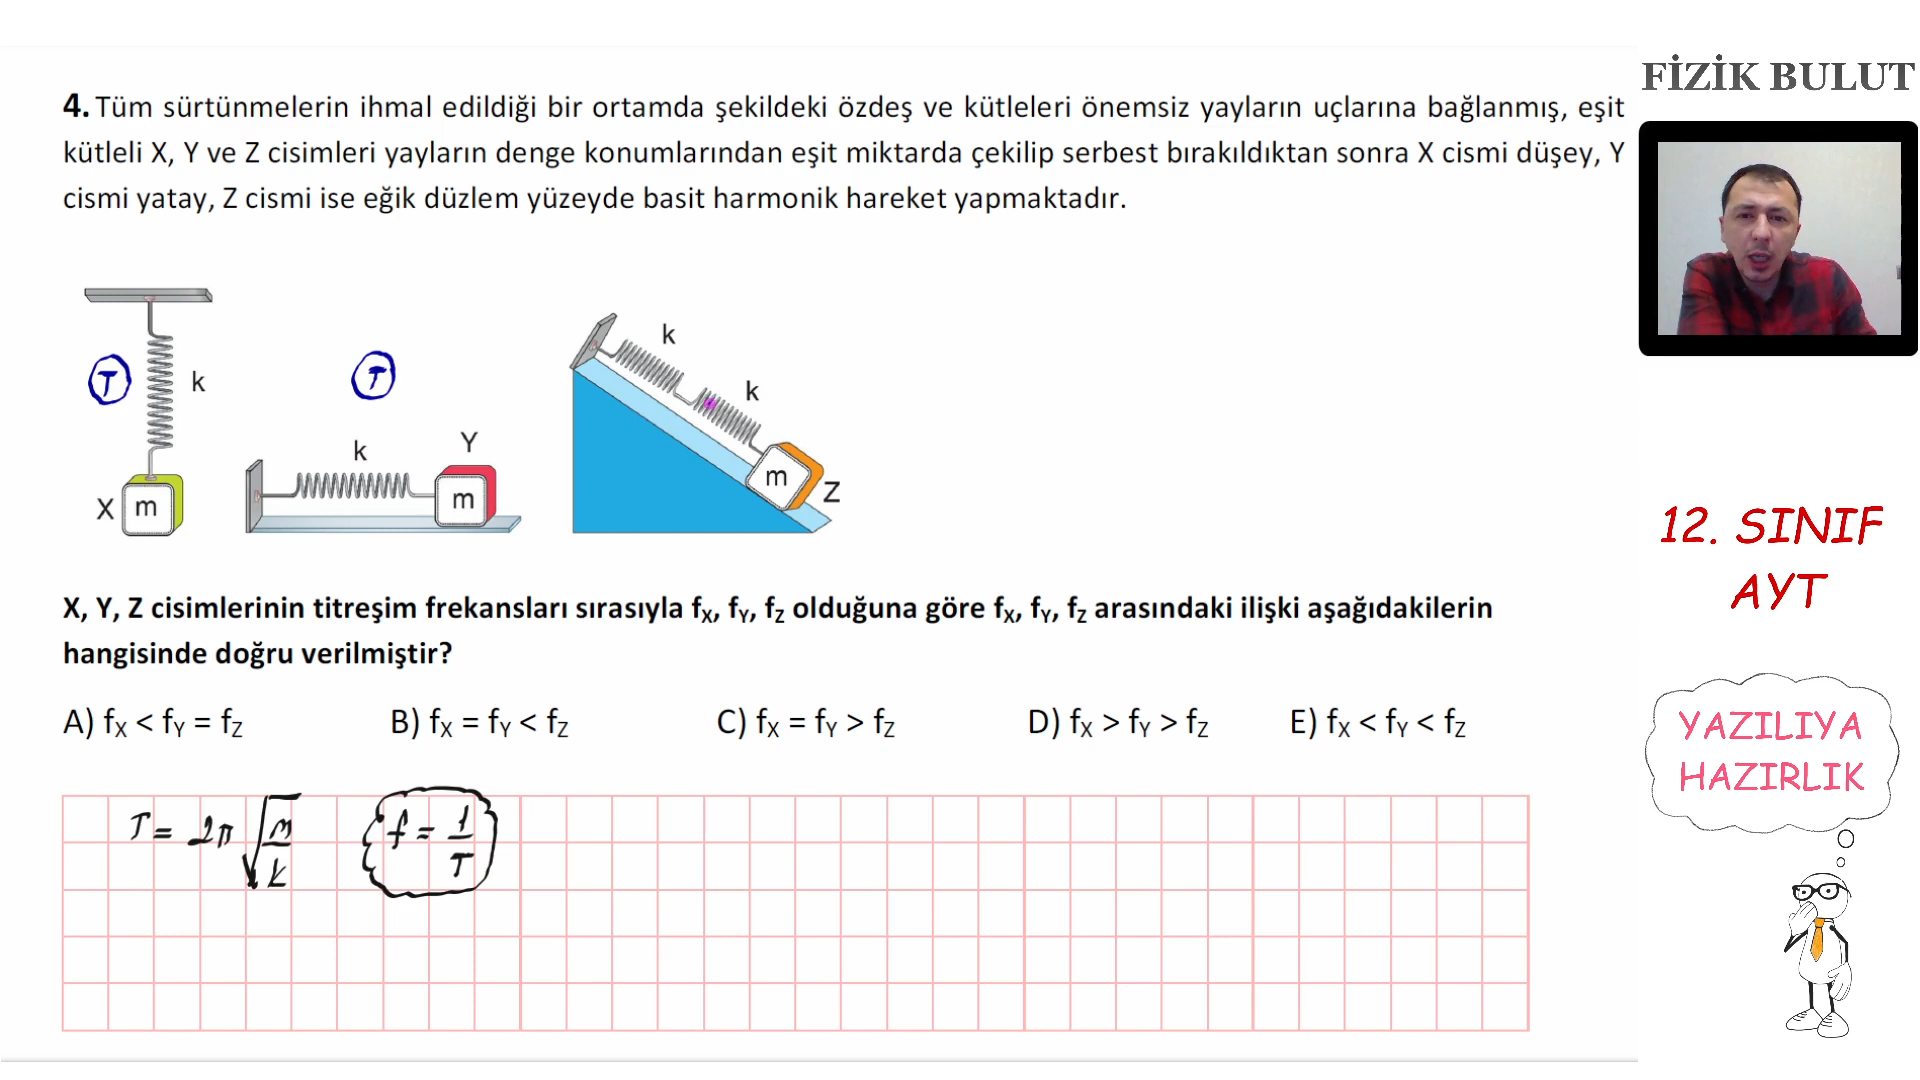 FİZİK BULUT
4. Tüm sürtünmelerin ihmal edildiği bir ortamda şekildeki özdeş ve kütleleri önemsiz yayların uçlarına bağlanmış, eşit
kütleli X, Y ve Z cisimleri yayların denge konumlarından eşit miktarda çekilip serbest bırakıldıktan sonra X cismi düşey, Y
cismi yatay, Z cismi ise eğik düzlem yüzeyde basit harmonik hareket yapmaktadır.
T
k
X
m
T
k
Y
m
k
k
m
Z
X, Y, Z cisimlerinin titreşim frekansları sırasıyla fX, fY, fZ olduğuna göre fX, fY, fZ arasındaki ilişki aşağıdakilerin
hangisinde doğru verilmiştir?
A) fX < fY = fZ B) fX = fY < fZ C) fX = fY > fZ D) fX > fY > fZ E) fX < fY < fZ
T = 2π √m/k f = 1/T
12. SINIF
AYT
YAZILIYA
HAZIRLIK